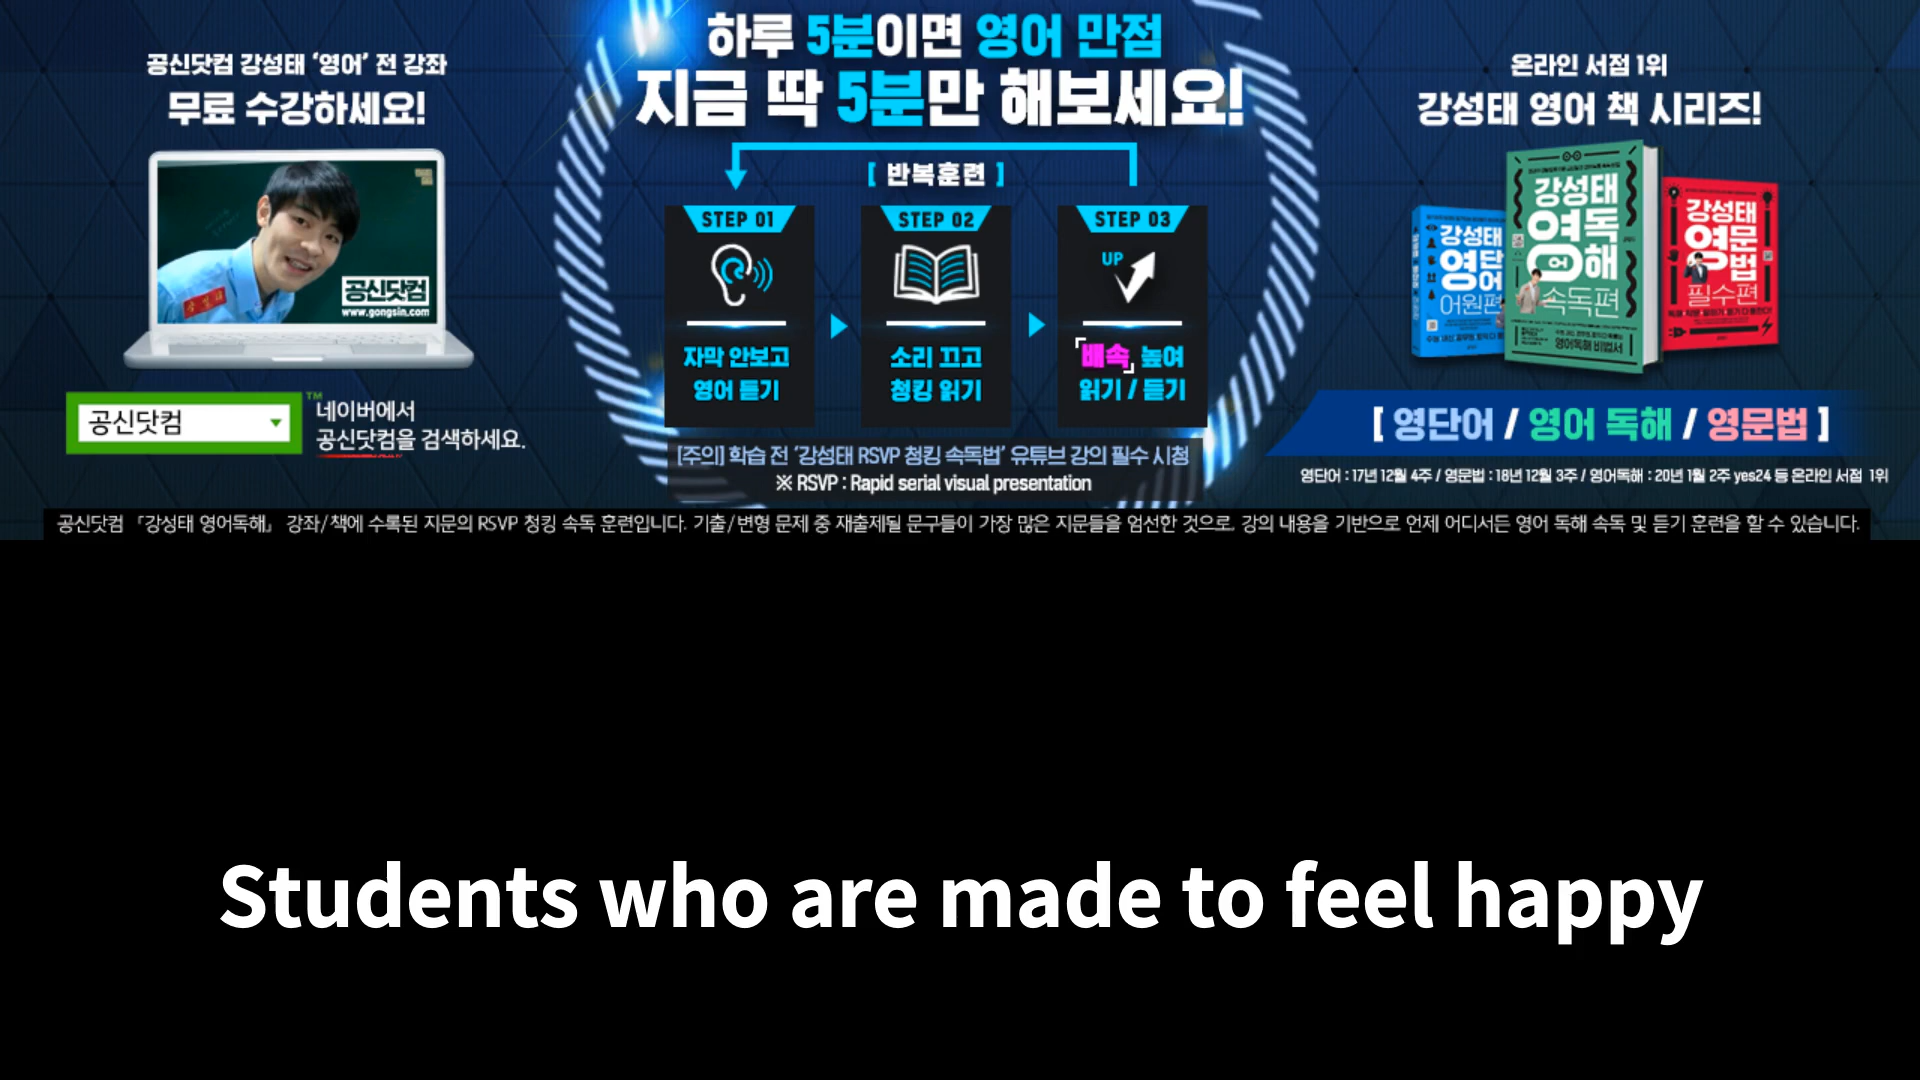 공신닷컴 강성태 ‘영어’ 전 강좌
무료 수강하세요!
공신닷컴
www.gongsin.com
공신닷컴
TM
네이버에서
공신닷컴을 검색하세요.
하루 5분이면 영어 만점
지금 딱 5분만 해보세요!
[ 반복훈련 ]
STEP 01
자막 안보고
영어 듣기
STEP 02
소리 끄고
청킹 읽기
STEP 03
UP
「배속」 높여
읽기 / 듣기
[주의] 학습 전 ‘강성태 RSVP 청킹 속독법’ 유튜브 강의 필수 시청
※ RSVP : Rapid serial visual presentation
온라인 서점 1위
강성태 영어 책 시리즈!
강성태
영단어
어원편
강성태
영어독해
속독편
영어독해 비법서
강성태
영문법
필수편
[ 영단어 / 영어 독해 / 영문법 ]
영단어 : 17년 12월 4주 / 영문법 : 18년 12월 3주 / 영어독해 : 20년 1월 2주 yes24 등 온라인 서점 1위
공신닷컴 「강성태 영어독해」 강좌/책에 수록된 지문의 RSVP 청킹 속독 훈련입니다. 기출/변형 문제 중 재출제될 문구들이 가장 많은 지문들을 엄선한 것으로, 강의 내용을 기반으로 언제 어디서든 영어 독해 속독 및 듣기 훈련을 할 수 있습니다.
Students who are made to feel happy